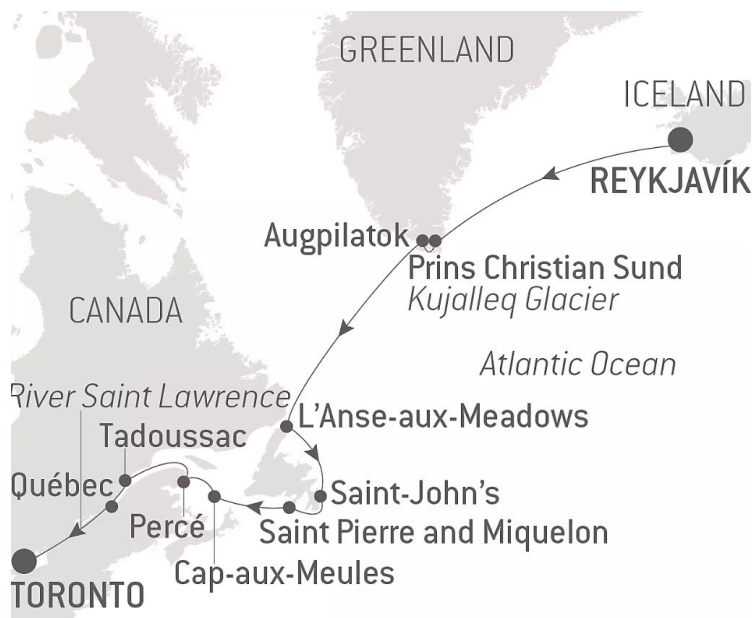 GREENLAND
ICELAND
REYKJAVÍK
Augpilatok
Prins Christian Sund
Kujalleq Glacier
CANADA
Atlantic Ocean
River Saint Lawrence
L'Anse-aux-Meadows
Tadoussac
Québec
Saint-John's
Percé
Saint Pierre and Miquelon
Cap-aux-Meules
TORONTO